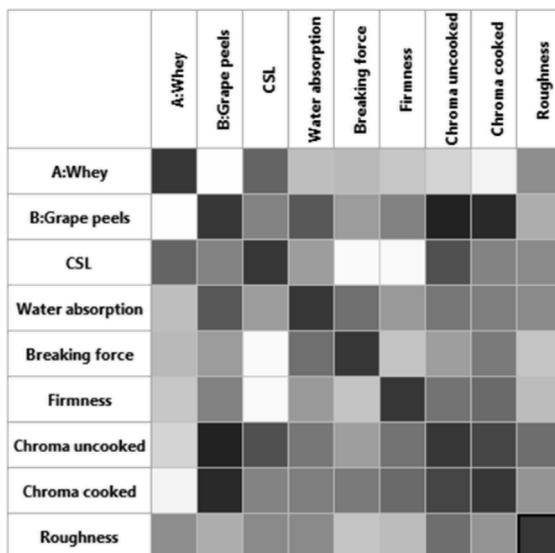 A:Whey
B:Grape peels
CSL
Water absorption
Breaking force
Firmness
Chroma uncooked
Chroma cooked
Roughness
A:Whey
B:Grape peels
CSL
Water absorption
Breaking force
Firmness
Chroma uncooked
Chroma cooked
Roughness